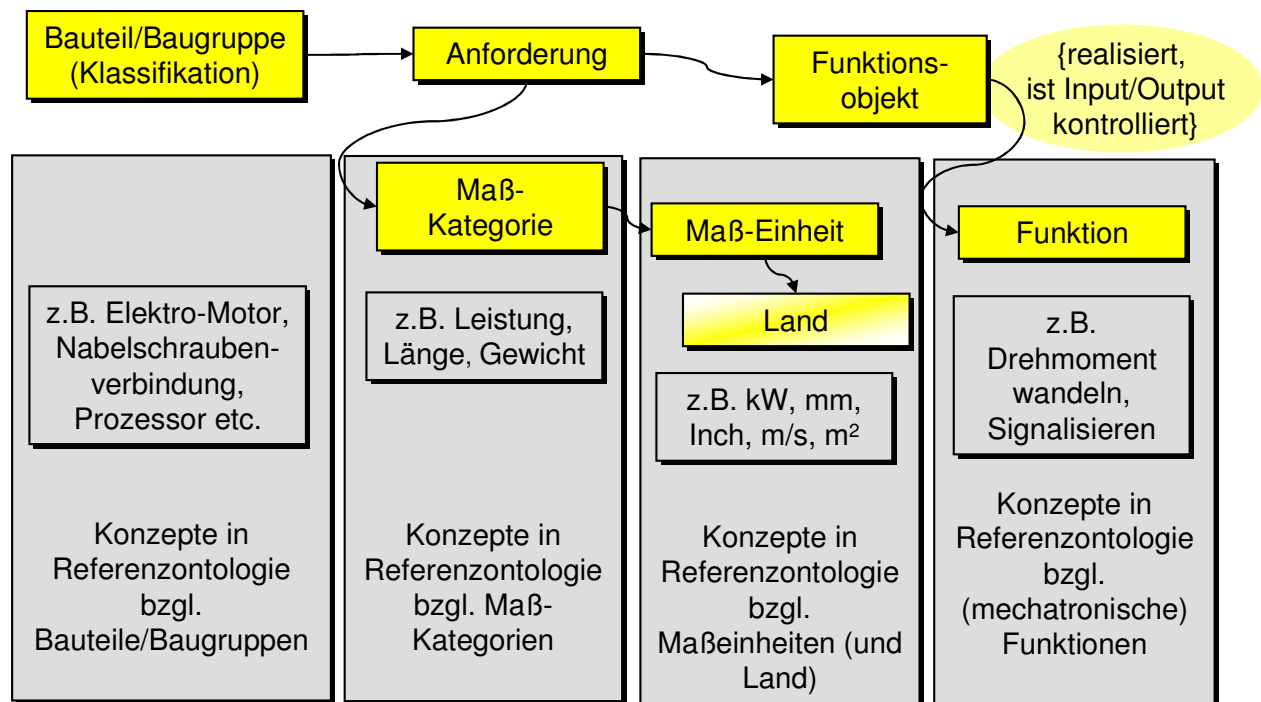 Bauteil/Baugruppe
(Klassifikation)
Anforderung
Funktions-
objekt
{realisiert,
ist Input/Output
kontrolliert}
Maß-
Kategorie
Maß-Einheit
Funktion
Land
z.B. Elektro-Motor,
Nabelschrauben-
verbindung,
Prozessor etc.
z.B. Leistung,
Länge, Gewicht
z.B. kW, mm,
Inch, m/s, m²
z.B.
Drehmoment
wandeln,
Signalisieren
Konzepte in
Referenzontologie
bzgl.
Bauteile/Baugruppen
Konzepte in
Referenzontologie
bzgl. Maß-
Kategorien
Konzepte in
Referenzontologie
bzgl.
Maßeinheiten (und
Land)
Konzepte in
Referenzontologie
bzgl.
(mechatronische)
Funktionen